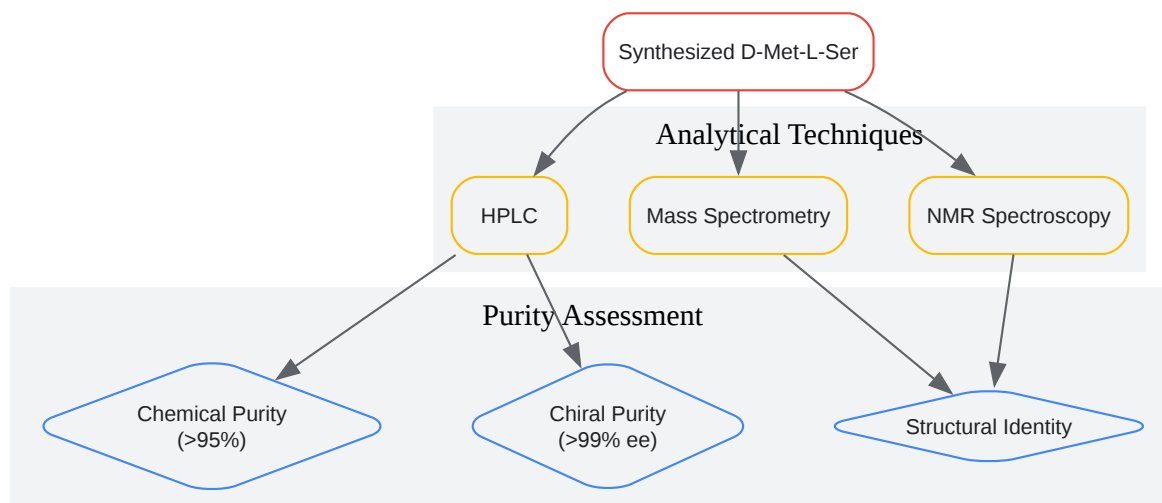 Synthesized D-Met-L-Ser
Analytical Techniques
HPLC
Mass Spectrometry
NMR Spectroscopy
Purity Assessment
Chemical Purity
(>95%)
Chiral Purity
(>99% ee)
Structural Identity